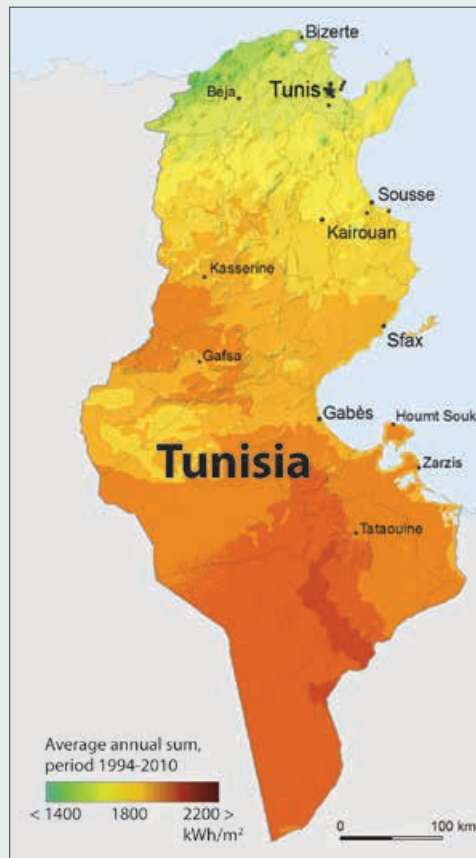 Bizerte
Béja
Tunis
Sousse
Kairouan
Kasserine
Sfax
Gafsa
Gabès
Houmt Souk
Tunisia
Zarzis
Tataouine
Average annual sum,
period 1994-2010
< 1400 1800 2200 >
kWh/m²
0 100 km